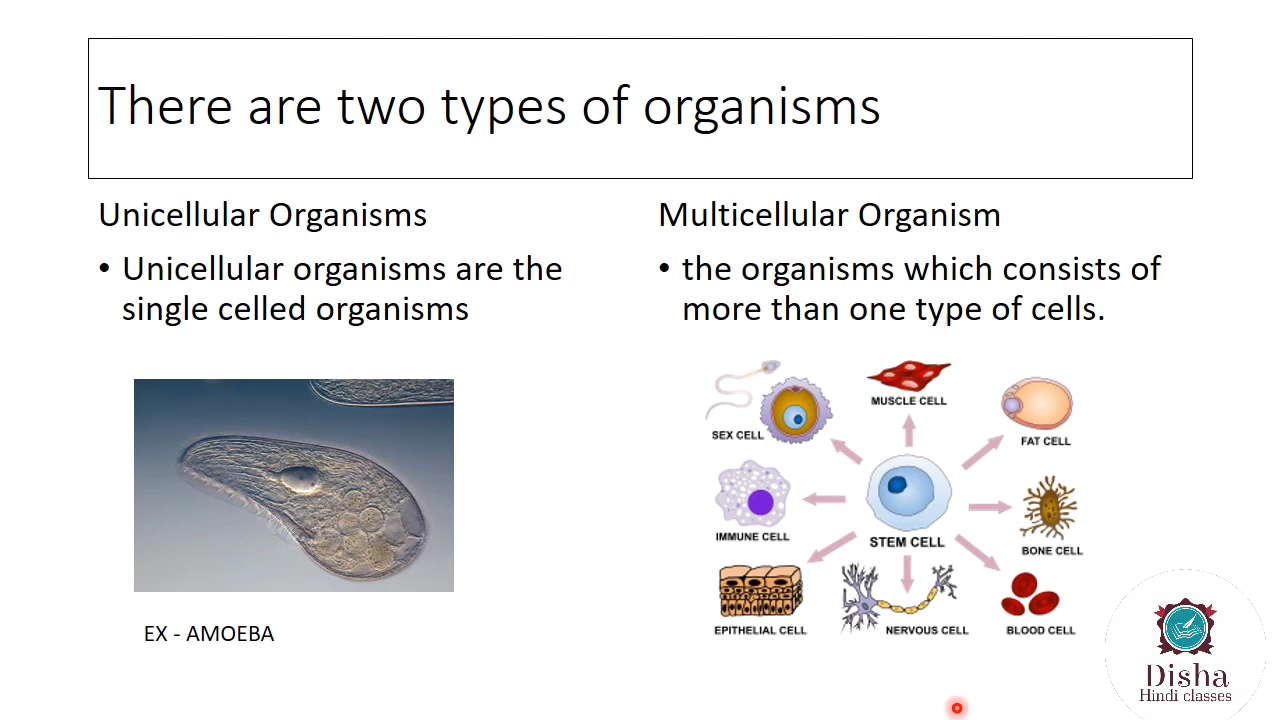 There are two types of organisms
Unicellular Organisms
• Unicellular organisms are the
single celled organisms
EX - AMOEBA
Multicellular Organism
• the organisms which consists of
more than one type of cells.
MUSCLE CELL
SEX CELL
FAT CELL
IMMUNE CELL
STEM CELL
BONE CELL
EPITHELIAL CELL
NERVOUS CELL
BLOOD CELL
Disha
Hindi classes